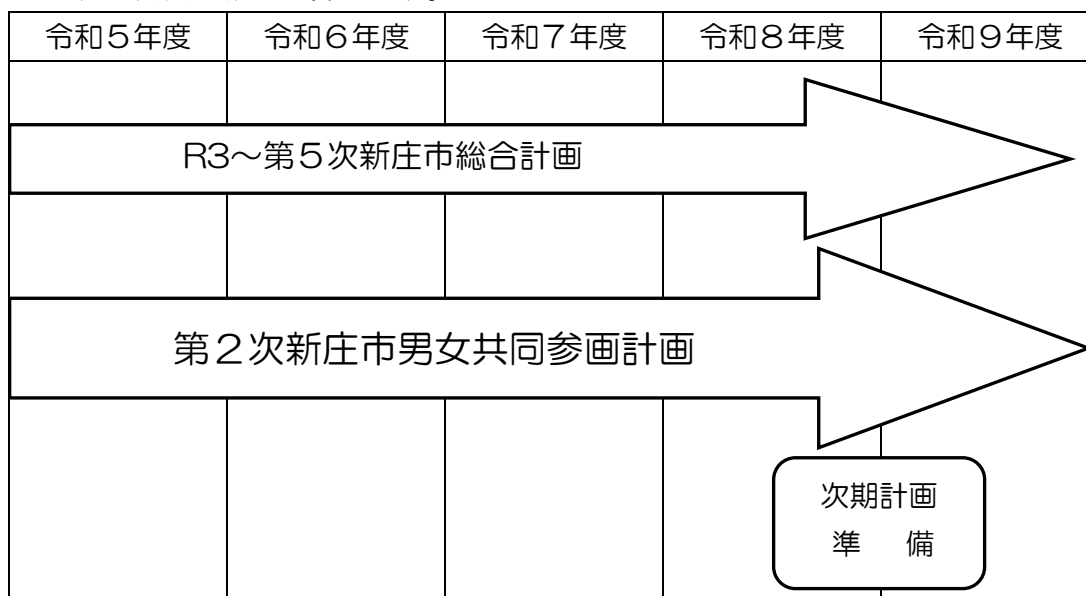 令和５年度 令和６年度 令和７年度 令和８年度 令和９年度
R3～第５次新庄市総合計画
第２次新庄市男女共同参画計画
次期計画
準　備